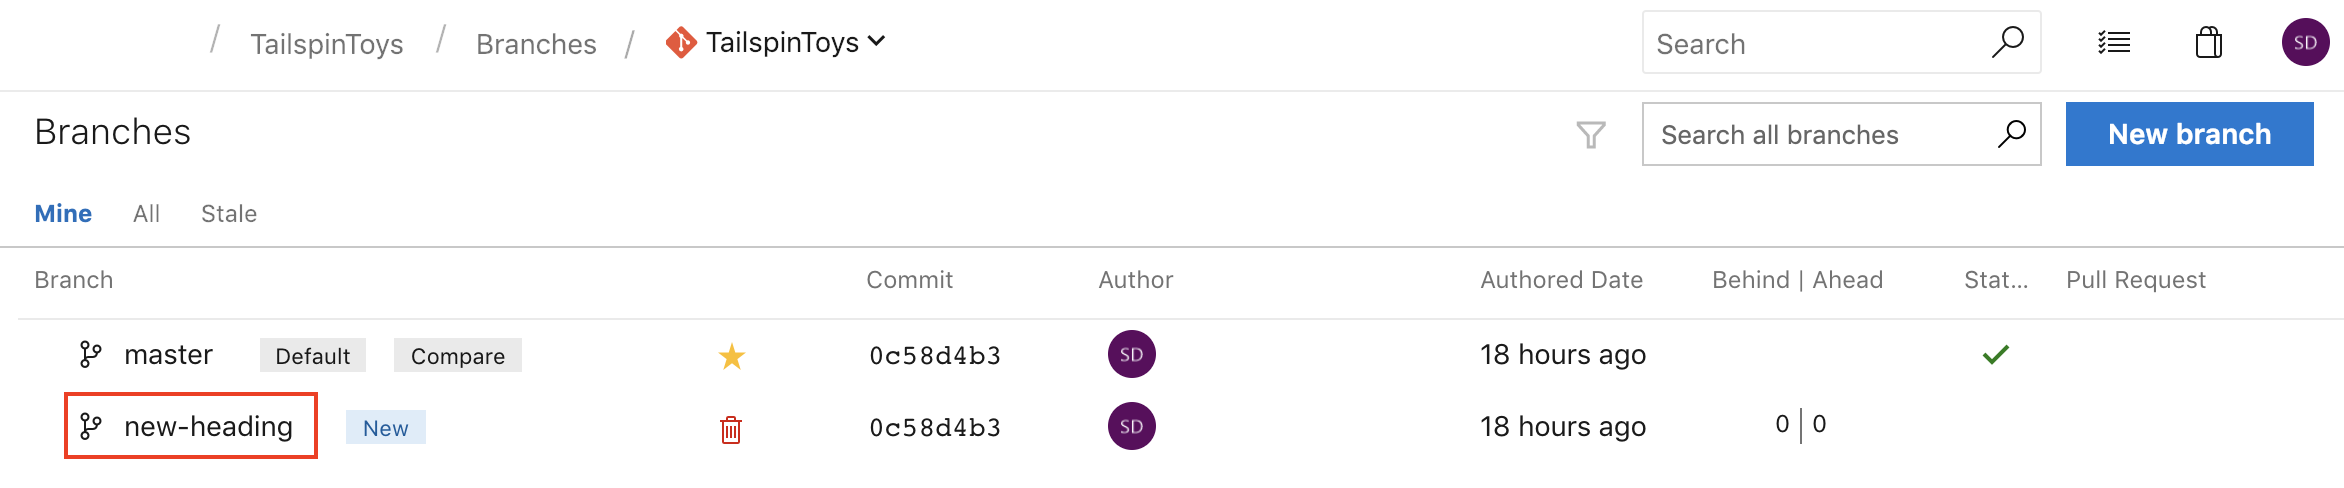 / TailspinToys / Branches / TailspinToys Search SD
Branches Search all branches New branch
Mine All Stale
Branch Commit Author Authored Date Behind | Ahead Stat... Pull Request
master Default Compare 0c58d4b3 SD 18 hours ago
new-heading New 0c58d4b3 SD 18 hours ago 0 | 0